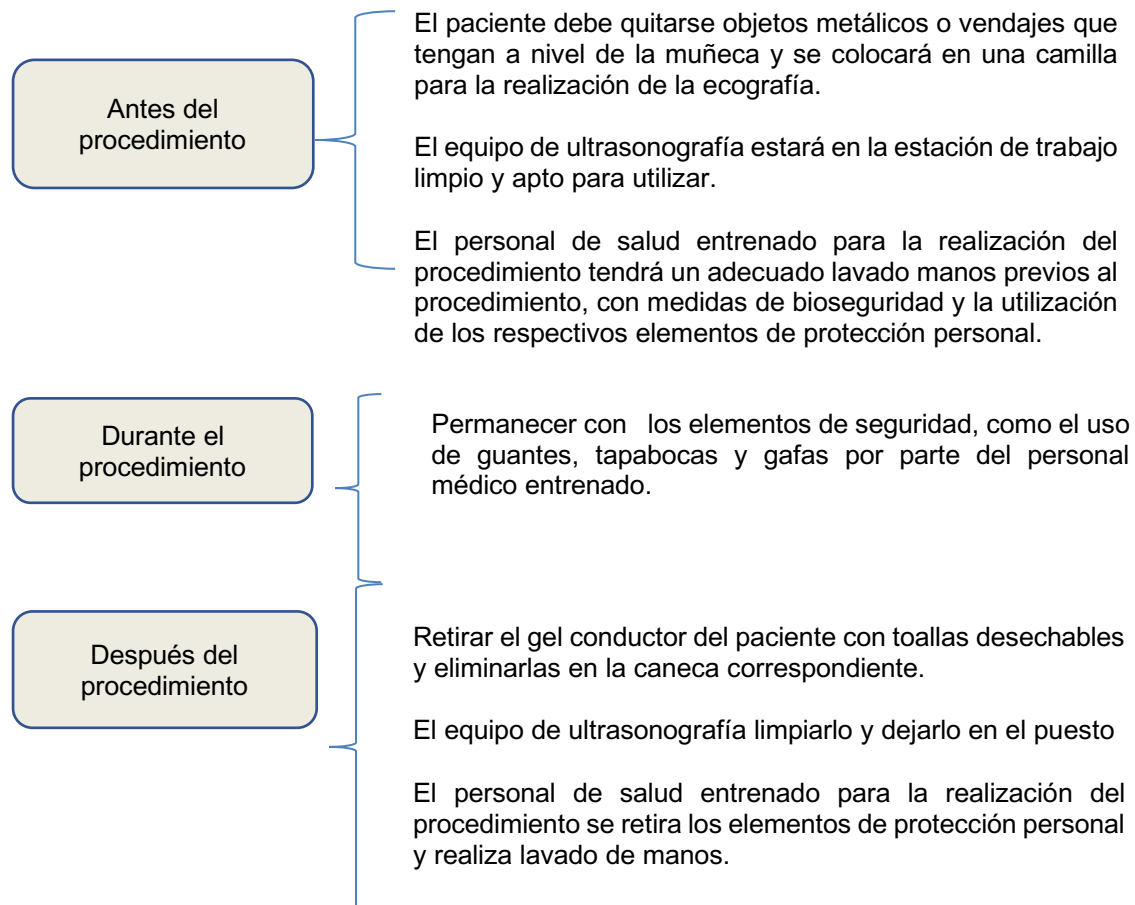 Antes del
procedimiento
El paciente debe quitarse objetos metálicos o vendajes que
tengan a nivel de la muñeca y se colocará en una camilla
para la realización de la ecografía.
El equipo de ultrasonografía estará en la estación de trabajo
limpio y apto para utilizar.
El personal de salud entrenado para la realización del
procedimiento tendrá un adecuado lavado manos previos al
procedimiento, con medidas de bioseguridad y la utilización
de los respectivos elementos de protección personal.
Durante el
procedimiento
Permanecer con los elementos de seguridad, como el uso
de guantes, tapabocas y gafas por parte del personal
médico entrenado.
Después del
procedimiento
Retirar el gel conductor del paciente con toallas desechables
y eliminarlas en la caneca correspondiente.
El equipo de ultrasonografía limpiarlo y dejarlo en el puesto
El personal de salud entrenado para la realización del
procedimiento se retira los elementos de protección personal
y realiza lavado de manos.